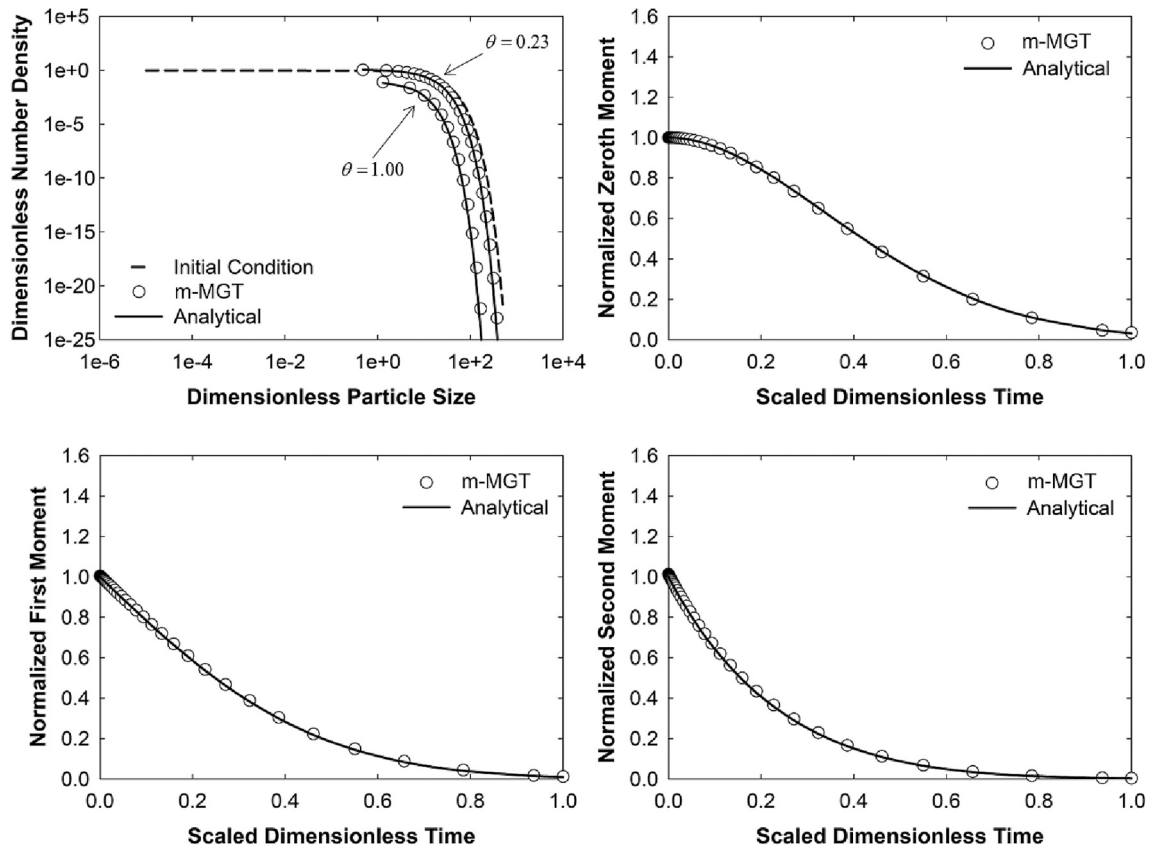 Dimensionless Number Density
1e+5
1e+0
1e-5
1e-10
1e-15
1e-20
1e-25
θ = 0.23
θ = 1.00
Initial Condition
m-MGT
Analytical
1e-6 1e-4 1e-2 1e+0 1e+2 1e+4
Dimensionless Particle Size
Normalized Zeroth Moment
1.6
1.4
1.2
1.0
0.8
0.6
0.4
0.2
0.0
m-MGT
Analytical
0.0 0.2 0.4 0.6 0.8 1.0
Scaled Dimensionless Time
Normalized First Moment
1.6
1.4
1.2
1.0
0.8
0.6
0.4
0.2
0.0
m-MGT
Analytical
0.0 0.2 0.4 0.6 0.8 1.0
Scaled Dimensionless Time
Normalized Second Moment
1.6
1.4
1.2
1.0
0.8
0.6
0.4
0.2
0.0
m-MGT
Analytical
0.0 0.2 0.4 0.6 0.8 1.0
Scaled Dimensionless Time